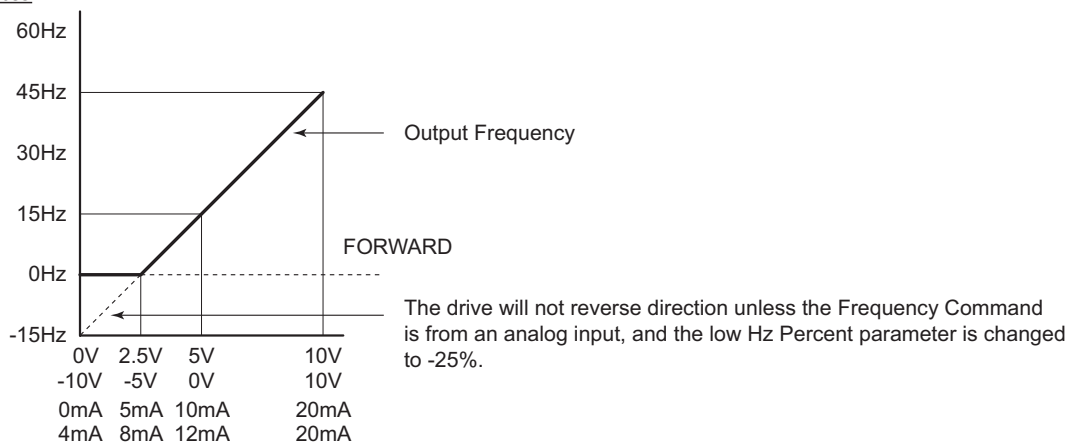 60Hz
45Hz
Output Frequency
30Hz
15Hz
FORWARD
0Hz
The drive will not reverse direction unless the Frequency Command
is from an analog input, and the low Hz Percent parameter is changed
to -25%.
-15Hz
0V 2.5V 5V 10V
-10V -5V 0V 10V
0mA 5mA 10mA 20mA
4mA 8mA 12mA 20mA